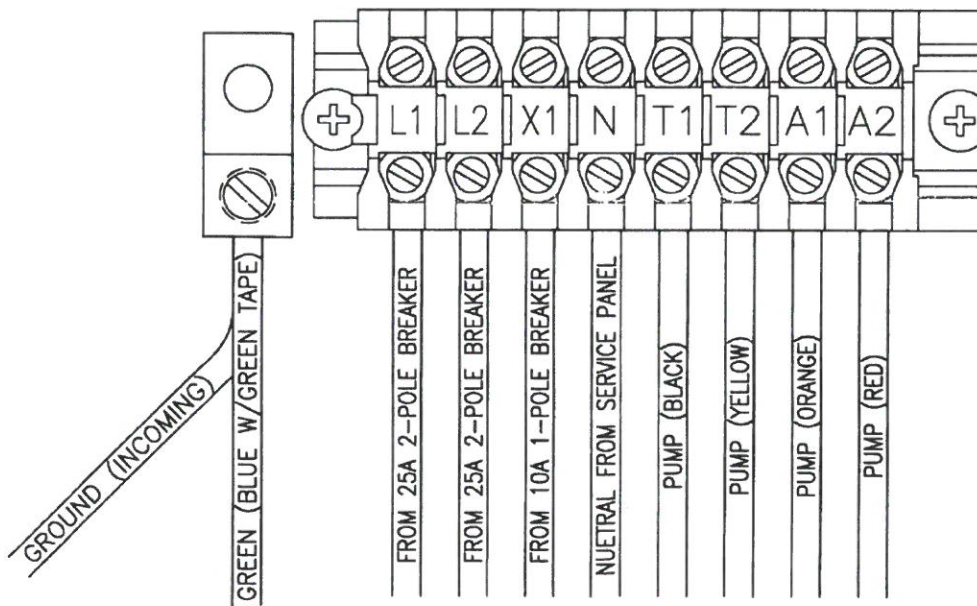 L1 L2 X1 N T1 T2 A1 A2
GROUND (INCOMING)
GREEN (BLUE W/GREEN TAPE)
FROM 25A 2-POLE BREAKER
FROM 25A 2-POLE BREAKER
FROM 10A 1-POLE BREAKER
NUETRAL FROM SERVICE PANEL
PUMP (BLACK)
PUMP (YELLOW)
PUMP (ORANGE)
PUMP (RED)